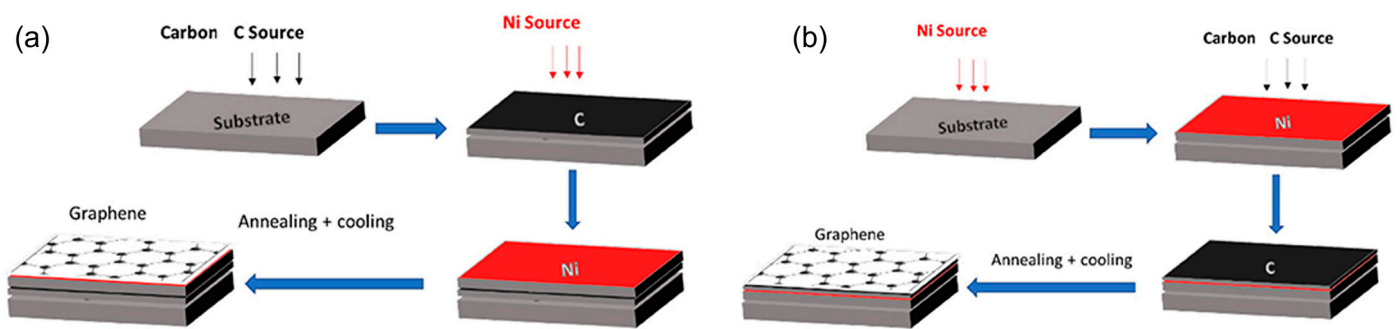 (a)
Carbon C Source
Substrate
Ni Source
C
Ni
Annealing + cooling
Graphene
(b)
Ni Source
Substrate
Carbon C Source
Ni
C
Annealing + cooling
Graphene